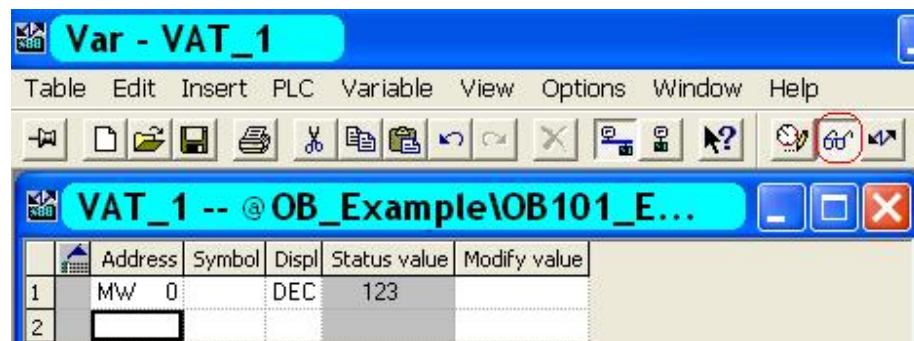 Var - VAT_1
Table Edit Insert PLC Variable View Options Window Help
VAT_1 -- @OB_Example\OB101_E...
Address Symbol Displ Status value Modify value
1 MW 0 DEC 123
2